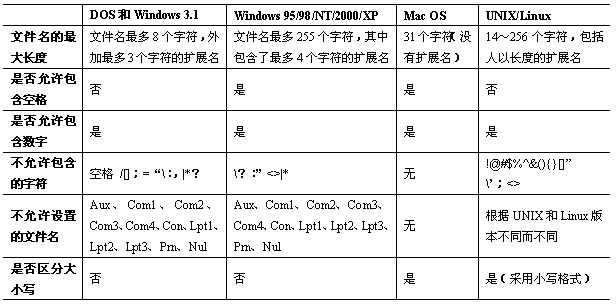 DOS 和 Windows 3.1 Windows 95/98/NT/2000/XP Mac OS UNIX/Linux
文件名的最 文件名最多 8 个字符，外 文件名最多 255 个字符，其中 31 个字符（没 14～256 个字符，包括
大长度 加最多 3 个字符的扩展名 包含了最多 4 个字符的扩展名 有扩展名） 人以长度的扩展名
是否允许包
含空格 否 是 是 否
是否允许包
含数字 是 是 是 是
不允许包含 !@#$%^&(){}[]”
的字符 空格 /[]；=“\：，|*？ \？：” <>|* 无 \’；<>
不允许设置 Aux、Com1、Com2、 Aux、Com1、Com2、Com3、 根据 UNIX 和 Linux 版
的文件名 Com3、Com4、Con、Lpt1、 Com4、Con、Lpt1、Lpt2、Lpt3、 无 本不同而不同
Lpt2、Lpt3、Prn、Nul Prn、Nul
是否区分大
小写 否 否 是 是（采用小写格式）